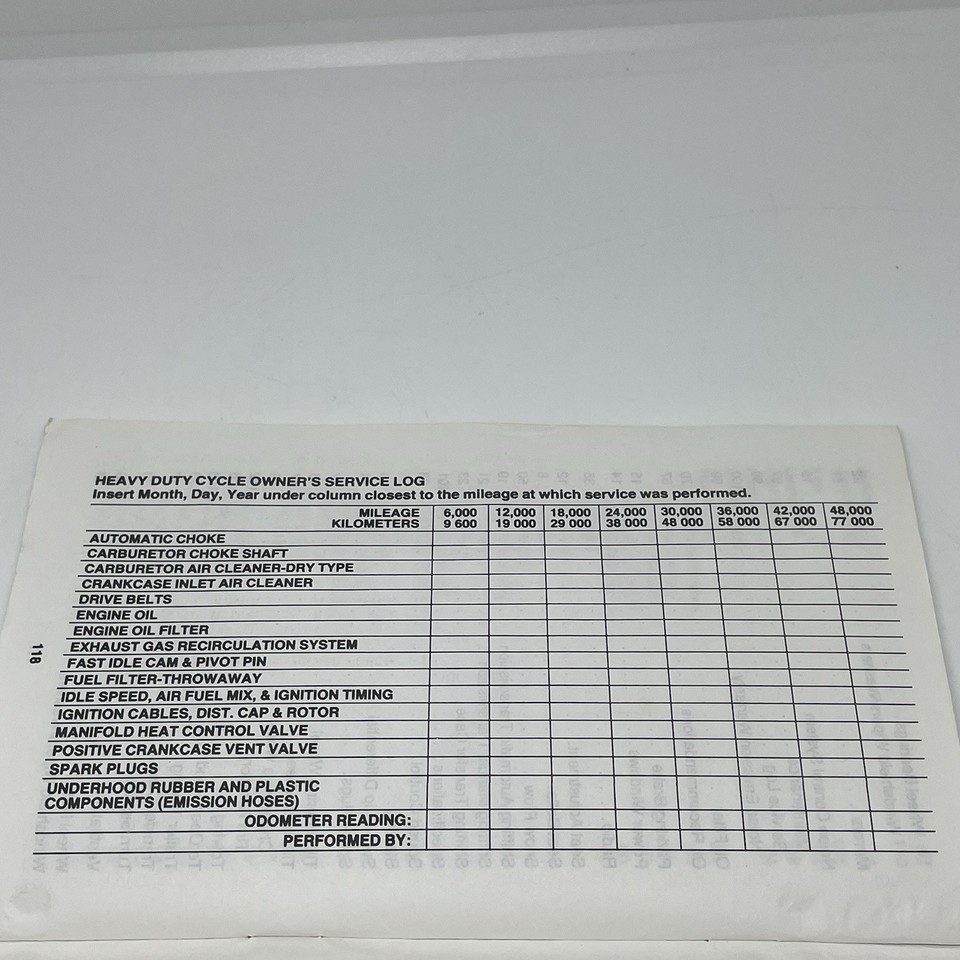 HEAVY DUTY CYCLE OWNER'S SERVICE LOG
Insert Month, Day, Year under column closest to the mileage at which service was performed.
MILEAGE 6,000 12,000 18,000 24,000 30,000 36,000 42,000 48,000
KILOMETERS 9 600 19 000 29 000 38 000 48 000 58 000 67 000 77 000
AUTOMATIC CHOKE
CARBURETOR CHOKE SHAFT
CARBURETOR AIR CLEANER-DRY TYPE
CRANKCASE INLET AIR CLEANER
DRIVE BELTS
ENGINE OIL
ENGINE OIL FILTER
EXHAUST GAS RECIRCULATION SYSTEM
FAST IDLE CAM & PIVOT PIN
FUEL FILTER-THROWAWAY
IDLE SPEED, AIR FUEL MIX, & IGNITION TIMING
IGNITION CABLES, DIST. CAP & ROTOR
MANIFOLD HEAT CONTROL VALVE
POSITIVE CRANKCASE VENT VALVE
SPARK PLUGS
UNDERHOOD RUBBER AND PLASTIC
COMPONENTS (EMISSION HOSES)
ODOMETER READING:
PERFORMED BY:
118